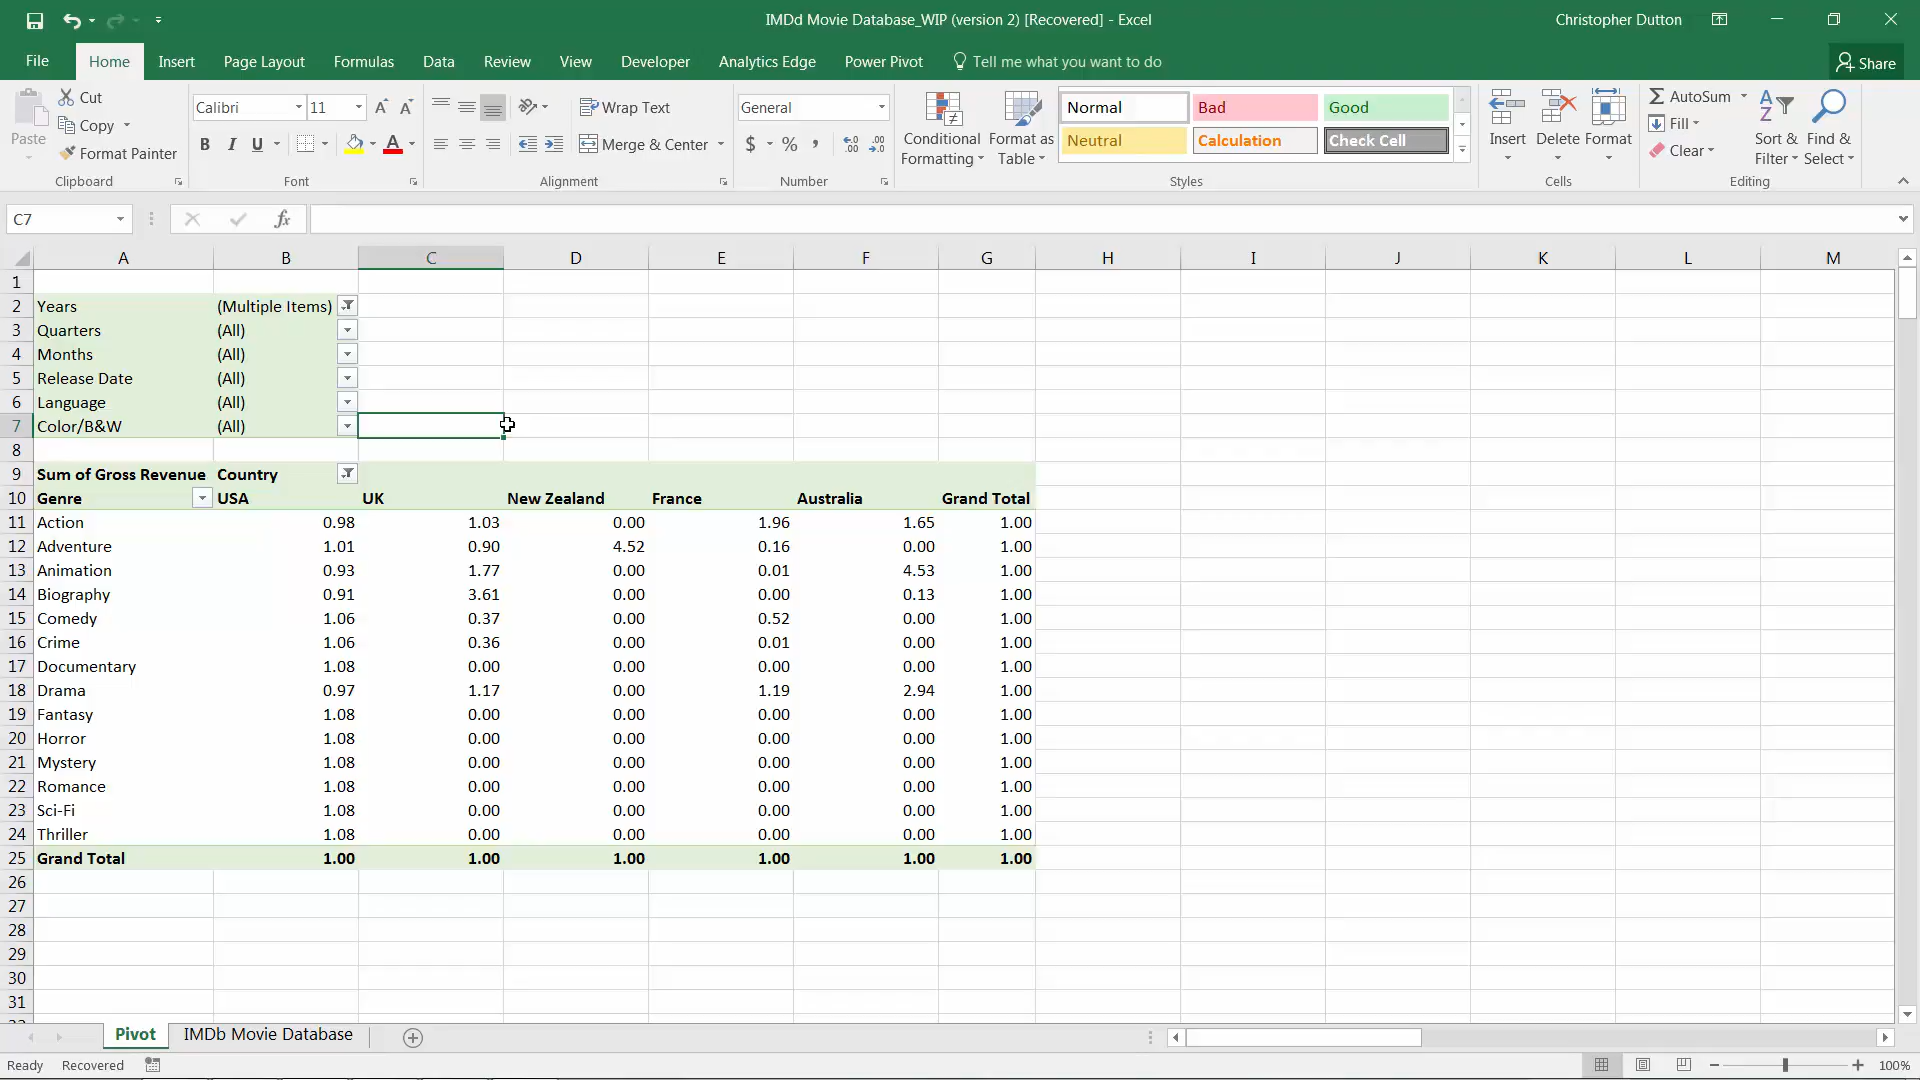 IMDd Movie Database_WIP (version 2) [Recovered] - Excel
Christopher Dutton
File Home Insert Page Layout Formulas Data Review View Developer Analytics Edge Power Pivot Tell me what you want to do Share
Paste
Cut
Copy
Format Painter
Clipboard
Calibri 11
B I U
Font
Wrap Text
Merge & Center
Alignment
General
$ % ,
Number
Conditional Formatting
Format as Table
Normal Bad Good
Neutral Calculation Check Cell
Styles
Insert Delete Format
Cells
AutoSum
Fill
Clear
Sort & Filter
Find & Select
Editing
C7 fx
A B C D E F G H I J K L M
1
2 Years (Multiple Items)
3 Quarters (All)
4 Months (All)
5 Release Date (All)
6 Language (All)
7 Color/B&W (All)
8
9 Sum of Gross Revenue Country
10 Genre USA UK New Zealand France Australia Grand Total
11 Action 0.98 1.03 0.00 1.96 1.65 1.00
12 Adventure 1.01 0.90 4.52 0.16 0.00 1.00
13 Animation 0.93 1.77 0.00 0.01 4.53 1.00
14 Biography 0.91 3.61 0.00 0.00 0.13 1.00
15 Comedy 1.06 0.37 0.00 0.52 0.00 1.00
16 Crime 1.06 0.36 0.00 0.01 0.00 1.00
17 Documentary 1.08 0.00 0.00 0.00 0.00 1.00
18 Drama 0.97 1.17 0.00 1.19 2.94 1.00
19 Fantasy 1.08 0.00 0.00 0.00 0.00 1.00
20 Horror 1.08 0.00 0.00 0.00 0.00 1.00
21 Mystery 1.08 0.00 0.00 0.00 0.00 1.00
22 Romance 1.08 0.00 0.00 0.00 0.00 1.00
23 Sci-Fi 1.08 0.00 0.00 0.00 0.00 1.00
24 Thriller 1.08 0.00 0.00 0.00 0.00 1.00
25 Grand Total 1.00 1.00 1.00 1.00 1.00 1.00
26
27
28
29
30
31
Pivot IMDb Movie Database
Ready Recovered 100%